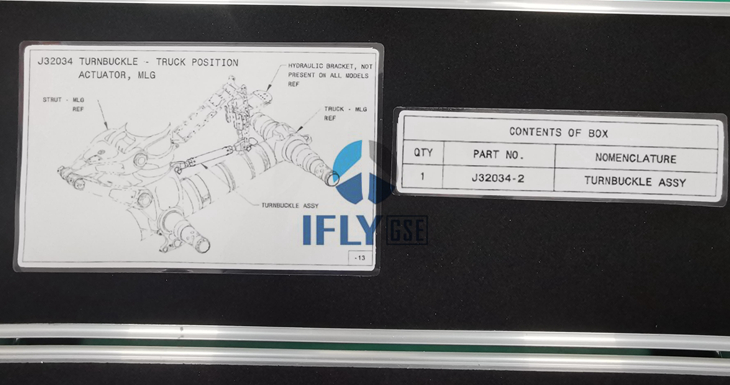 J32034 TURNBUCKLE - TRUCK POSITION
ACTUATOR, MLG
HYDRAULIC BRACKET, NOT
PRESENT ON ALL MODELS
REF
STRUT - MLG
REF
TRUCK - MLG
REF
TURNBUCKLE ASSY
-13
CONTENTS OF BOX
QTY PART NO. NOMENCLATURE
1 J32034-2 TURNBUCKLE ASSY
IFLY GSE